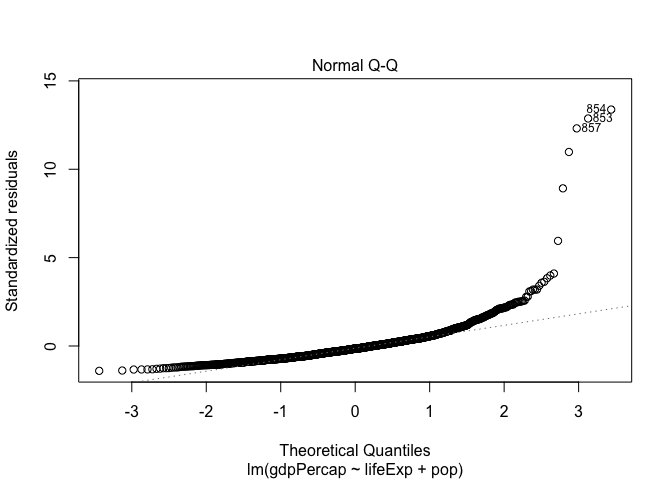 Normal Q-Q
15
10
5
0
854
853
857
Standardized residuals
-3 -2 -1 0 1 2 3
Theoretical Quantiles
lm(gdpPercap ~ lifeExp + pop)